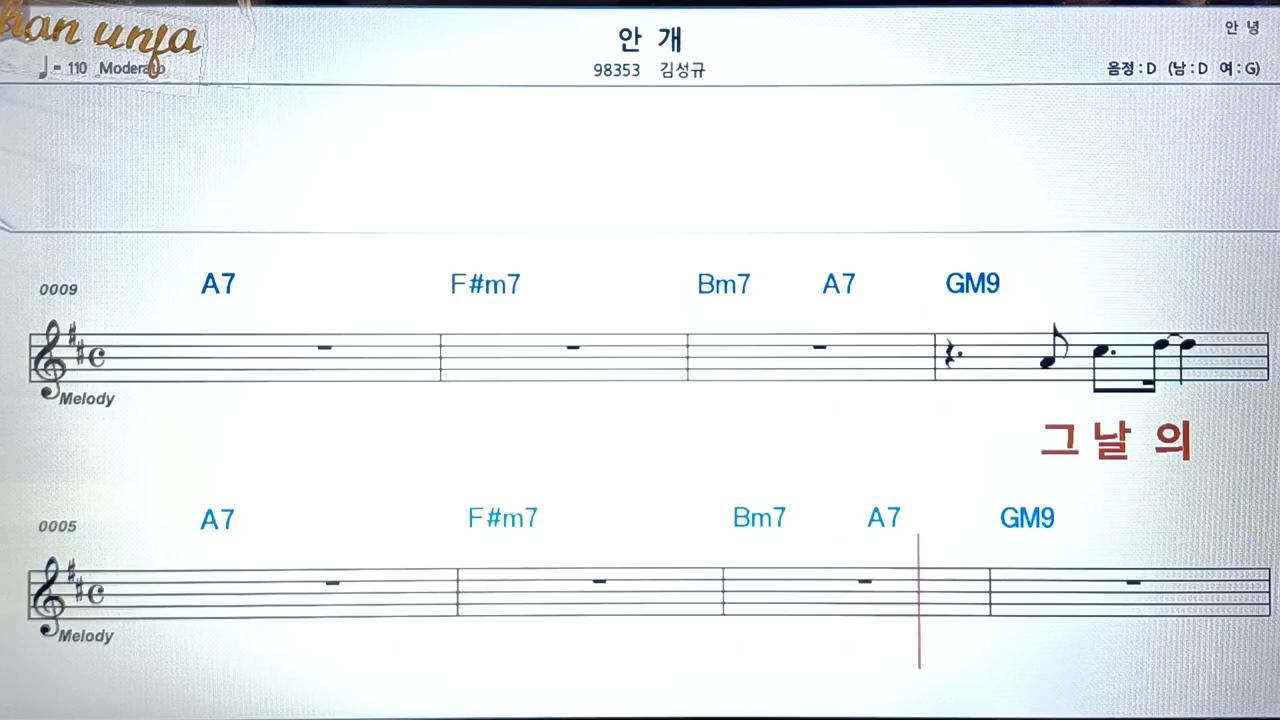 han unja
안 개
안 녕
♩= 110 Moderato
98353 김성규
음정 : D (남 : D 여 : G)
0009 A7 F#m7 Bm7 A7 GM9
Melody
그 날 의
0005 A7 F#m7 Bm7 A7 GM9
Melody